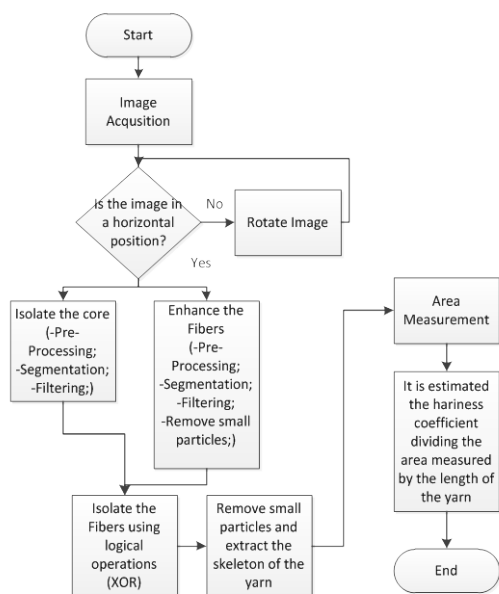 Start
Image
Acqusition
Is the image in
a horizontal
position?
No
Rotate Image
Yes
Isolate the core
(-Pre-
Processing;
-Segmentation;
-Filtering;)
Enhance the
Fibers
(-Pre-
Processing;
-Segmentation;
-Filtering;
-Remove small
particles;)
Isolate the
Fibers using
logical
operations
(XOR)
Remove small
particles and
extract the
skeleton of the
yarn
Area
Measurement
It is estimated
the hariness
coefficient
dividing the
area measured
by the length of
the yarn
End